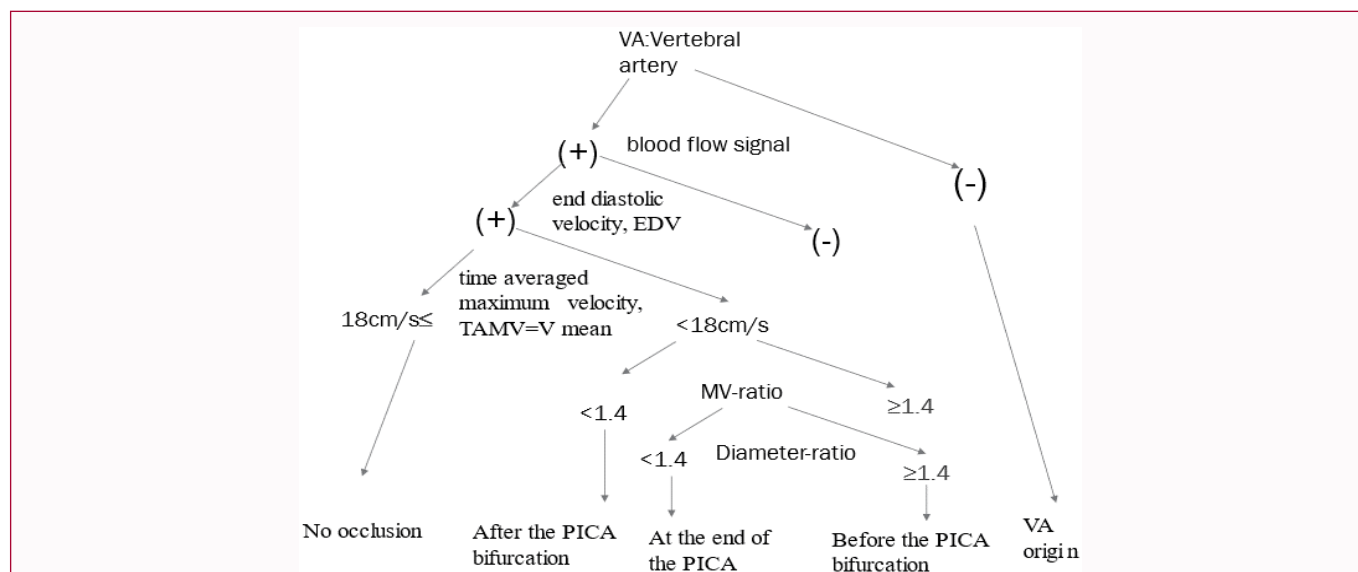 VA:Vertebral
artery
(+)
blood flow signal
(-)
(+)
end diastolic
velocity, EDV
(-)
18cm/s≤
time averaged
maximum velocity,
TAMV=V mean
<18cm/s
<1.4
MV-ratio
≥1.4
<1.4
Diameter-ratio
≥1.4
No occlusion
After the PICA
bifurcation
At the end of
the PICA
Before the PICA
bifurcation
VA
origin